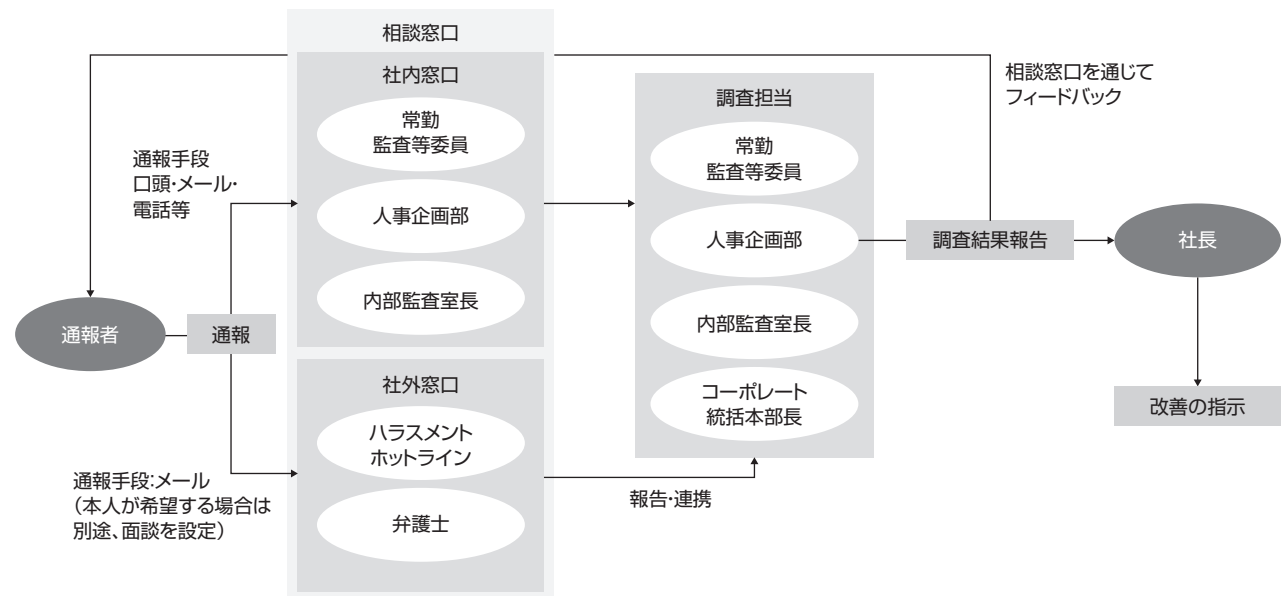 相談窓口
社内窓口
常勤
監査等委員
人事企画部
内部監査室長
通報手段
口頭・メール・
電話等
通報者
通報
社外窓口
ハラスメント
ホットライン
弁護士
通報手段:メール
(本人が希望する場合は
別途、面談を設定)
調査担当
常勤
監査等委員
人事企画部
内部監査室長
コーポレート
統括本部長
報告・連携
相談窓口を通じて
フィードバック
調査結果報告
社長
改善の指示